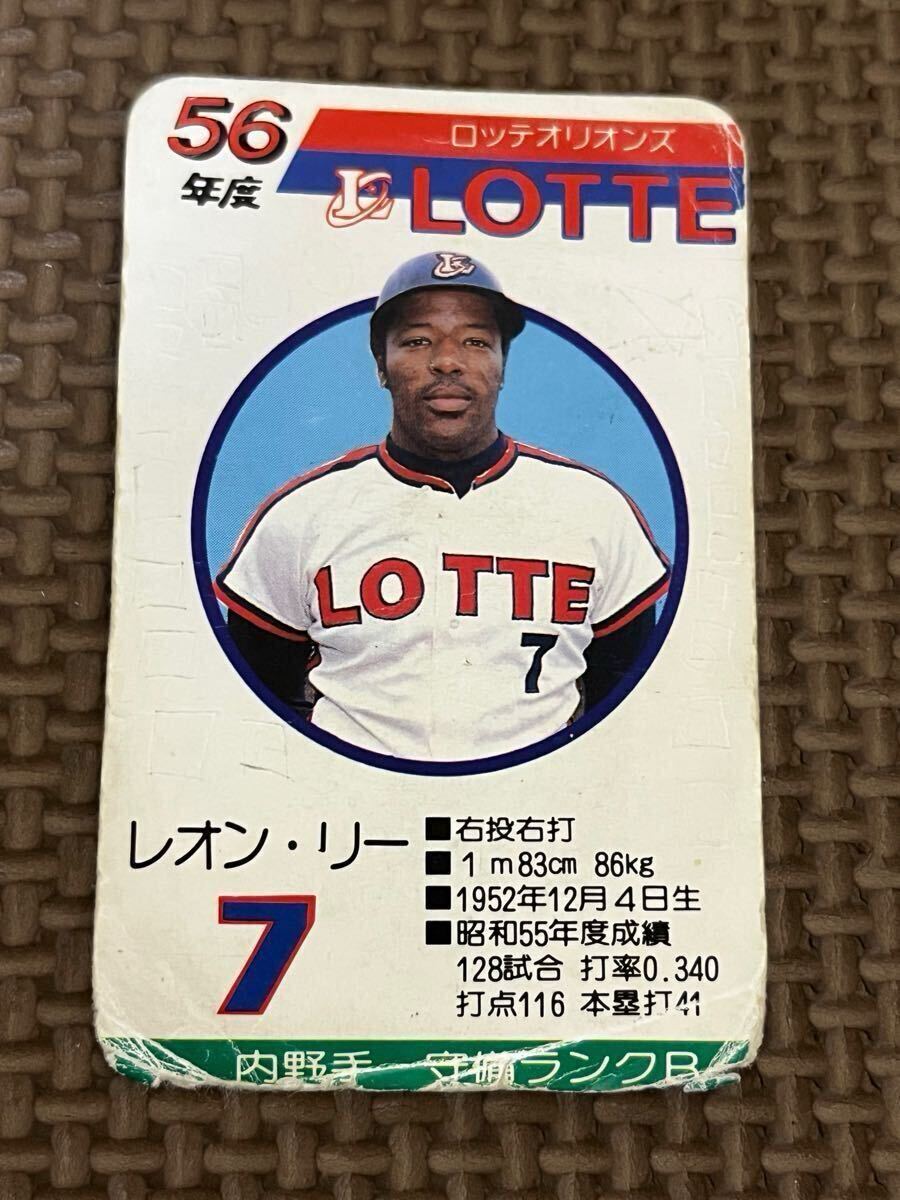 56
年度
ロッテオリオンズ
LOTTE
LOTTE
7
レオン・リー
7
■右投右打
■1m83cm 86kg
■1952年12月4日生
■昭和55年度成績
128試合 打率0.340
打点116 本塁打41
内野手 守備ランクB